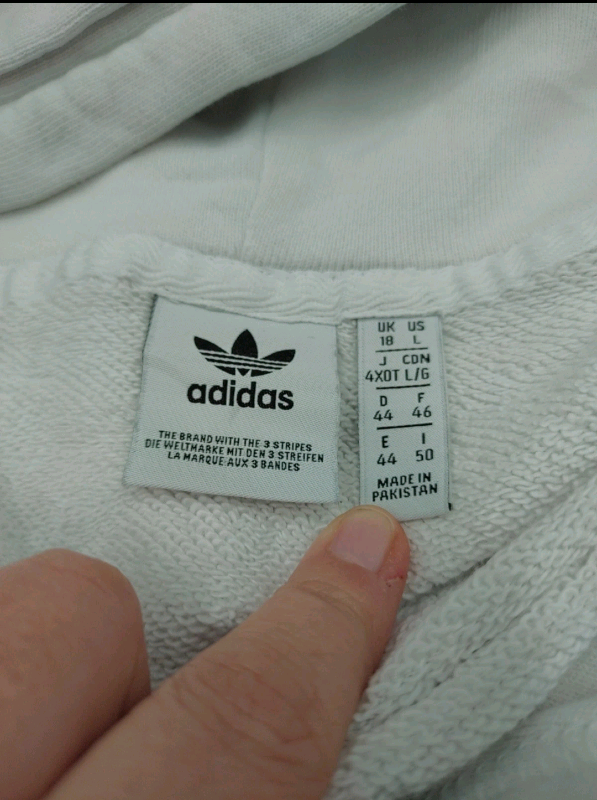 adidas
THE BRAND WITH THE 3 STRIPES
DIE WELTMARKE MIT DEN 3 STREIFEN
LA MARQUE AUX 3 BANDES
UK US
18 L
J CDN
4XOT L/G
D F
44 46
E I
44 50
MADE IN
PAKISTAN